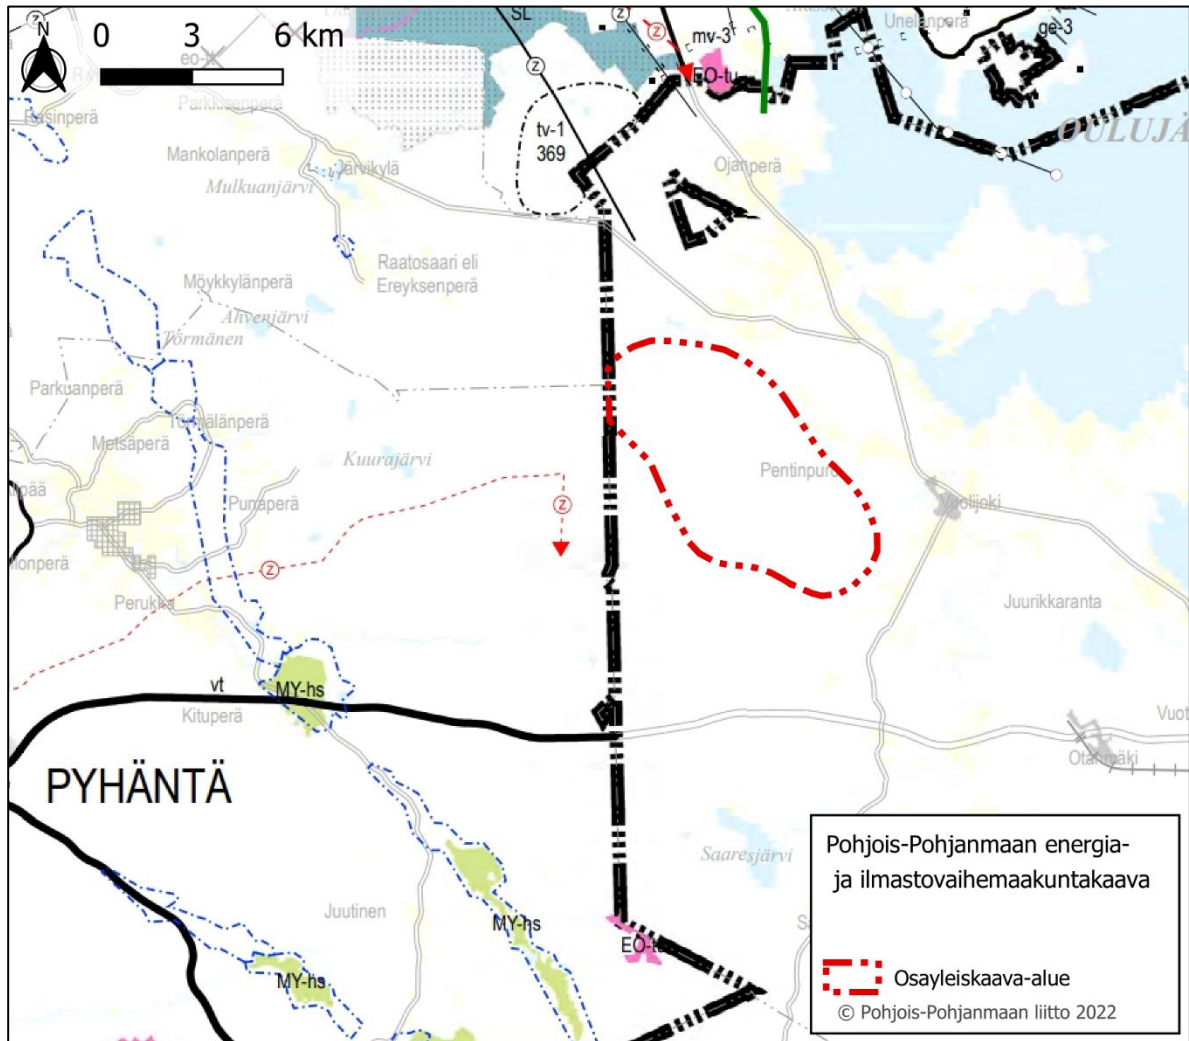 N
0 3 6 km
SL
mv-3
EO-tu
ge-3
Unelanperä
OULUJÄ
Parkkisenperä
Räsinperä
Mankolanperä
Mulkuanjärvi
Järvikylä
tv-1
369
Ojanperä
Raatosaari eli
Ereyksenperä
Möykkylänperä
Ahvenjärvi
Törmänen
Parkuanperä
Törmälänperä
Metsäperä
Kuurajärvi
Pentinpuro
Punaperä
z
z
z
z
z
z
Perukka
Juurikkaranta
vt
MY-hs
Kituperä
Vuot
Otanmäki
PYHÄNTÄ
Saaresjärvi
Juutinen
MY-hs
EO-tu
MY-hs
Pohjois-Pohjanmaan energia-
ja ilmastovaihemaakuntakaava
Osayleiskaava-alue
© Pohjois-Pohjanmaan liitto 2022